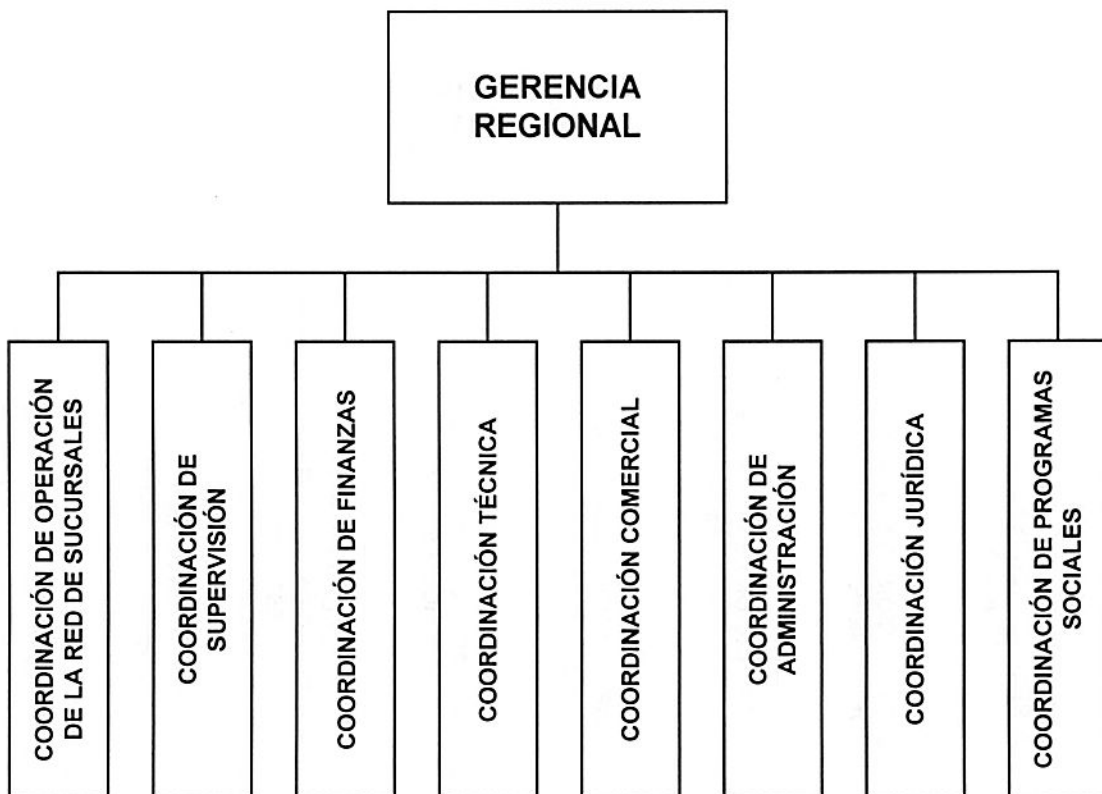 GERENCIA
REGIONAL
COORDINACIÓN DE OPERACIÓN
DE LA RED DE SUCURSALES
COORDINACIÓN DE
SUPERVISIÓN
COORDINACIÓN DE FINANZAS
COORDINACIÓN TÉCNICA
COORDINACIÓN COMERCIAL
COORDINACIÓN DE
ADMINISTRACIÓN
COORDINACIÓN JURÍDICA
COORDINACIÓN DE PROGRAMAS
SOCIALES